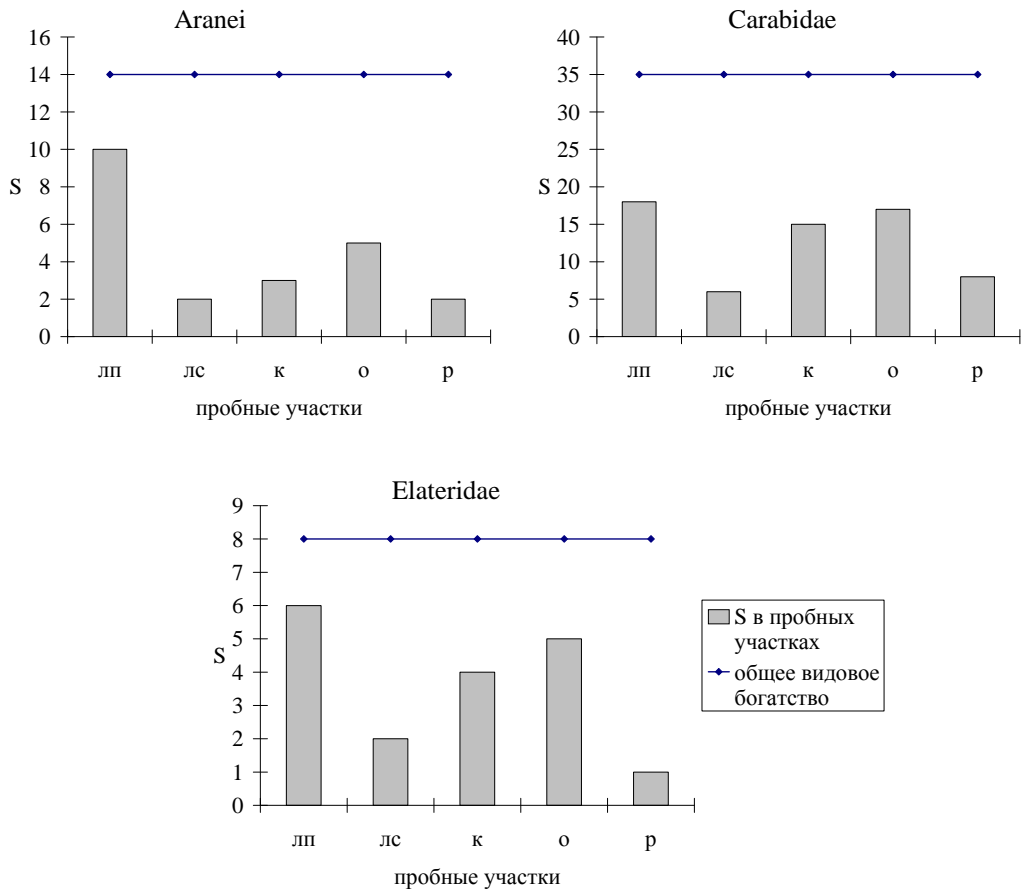 Aranei
16
14
12
10
8
6
4
2
0
S
лп лс к о р
пробные участки
Carabidae
40
35
30
25
20
15
10
5
0
S
лп лс к о р
пробные участки
Elateridae
9
8
7
6
5
4
3
2
1
0
S
лп лс к о р
пробные участки
S в пробных
участках
общее видовое
богатство